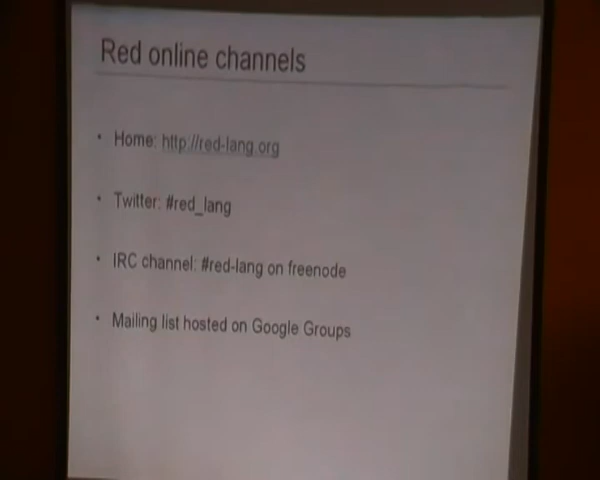 Red online channels
• Home: http://red-lang.org
• Twitter: #red_lang
• IRC channel: #red-lang on freenode
• Mailing list hosted on Google Groups